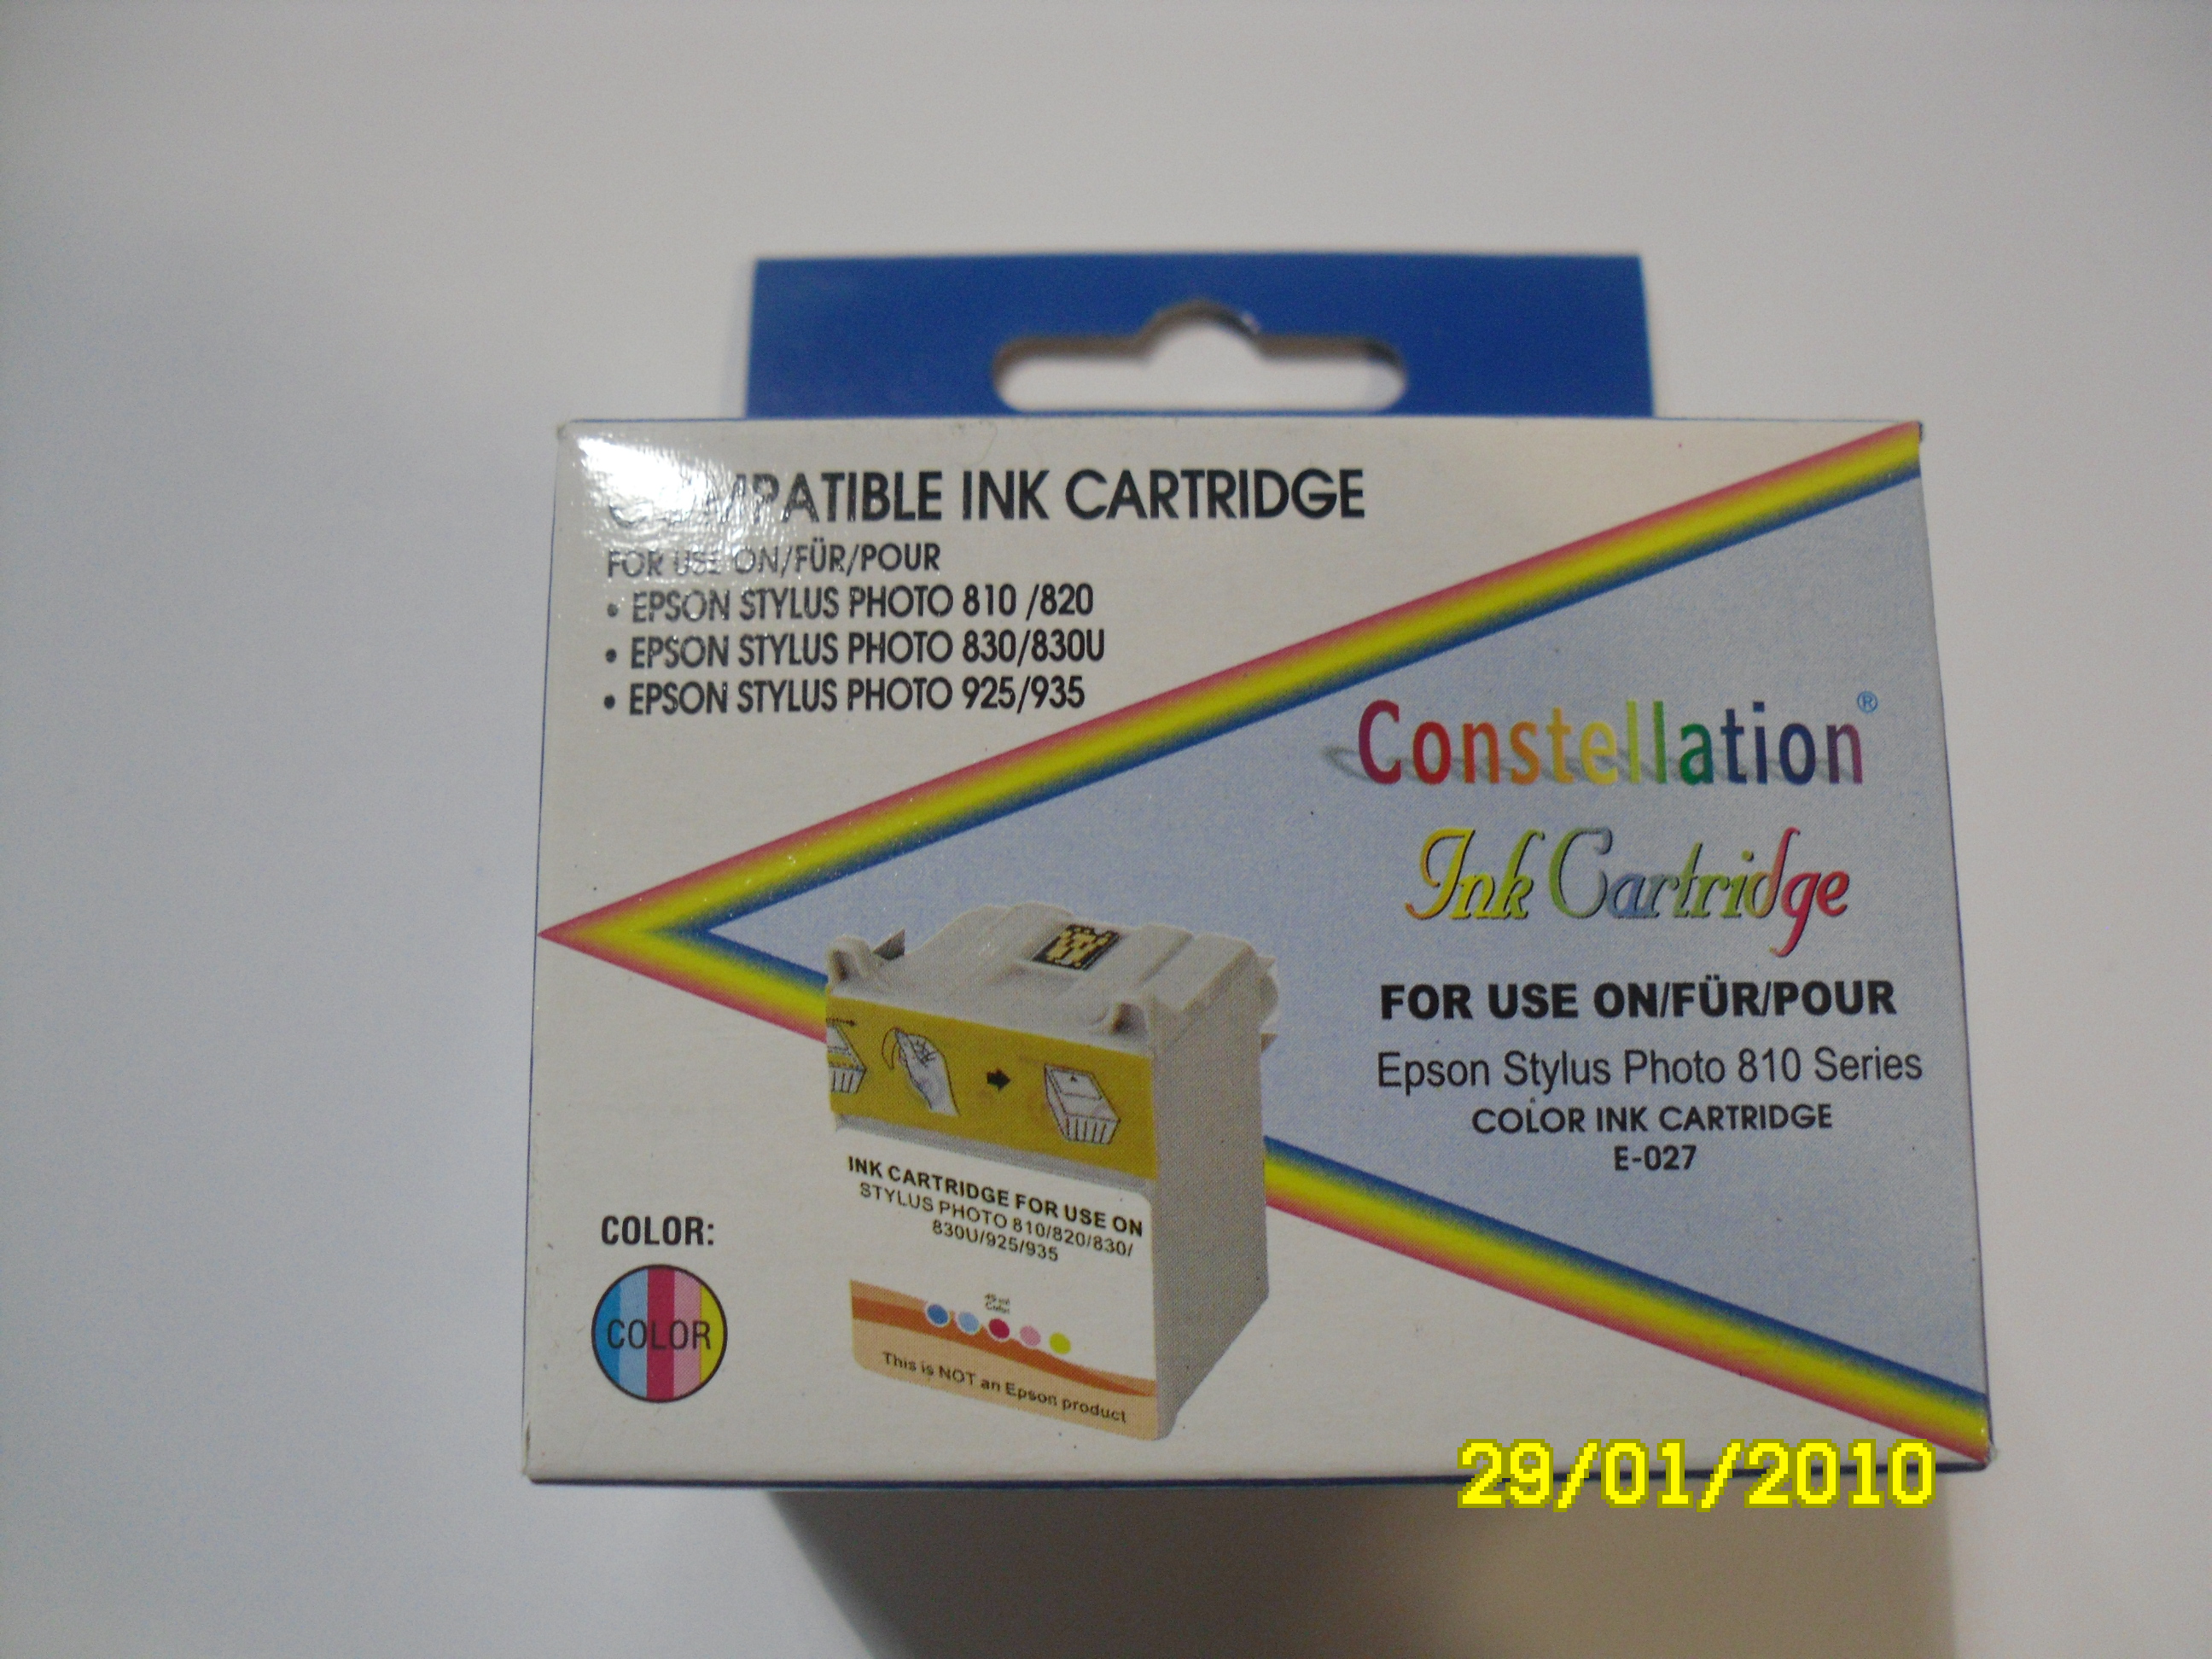 COMPATIBLE INK CARTRIDGE
FOR USE ON/FÜR/POUR
• EPSON STYLUS PHOTO 810 /820
• EPSON STYLUS PHOTO 830/830U
• EPSON STYLUS PHOTO 925/935
Constellation®
Ink Cartridge
FOR USE ON/FÜR/POUR
Epson Stylus Photo 810 Series
COLOR INK CARTRIDGE
E-027
INK CARTRIDGE FOR USE ON
STYLUS PHOTO 810/820/830/
830U/925/935
Color
This is NOT an Epson product
COLOR:
COLOR
29/01/2010